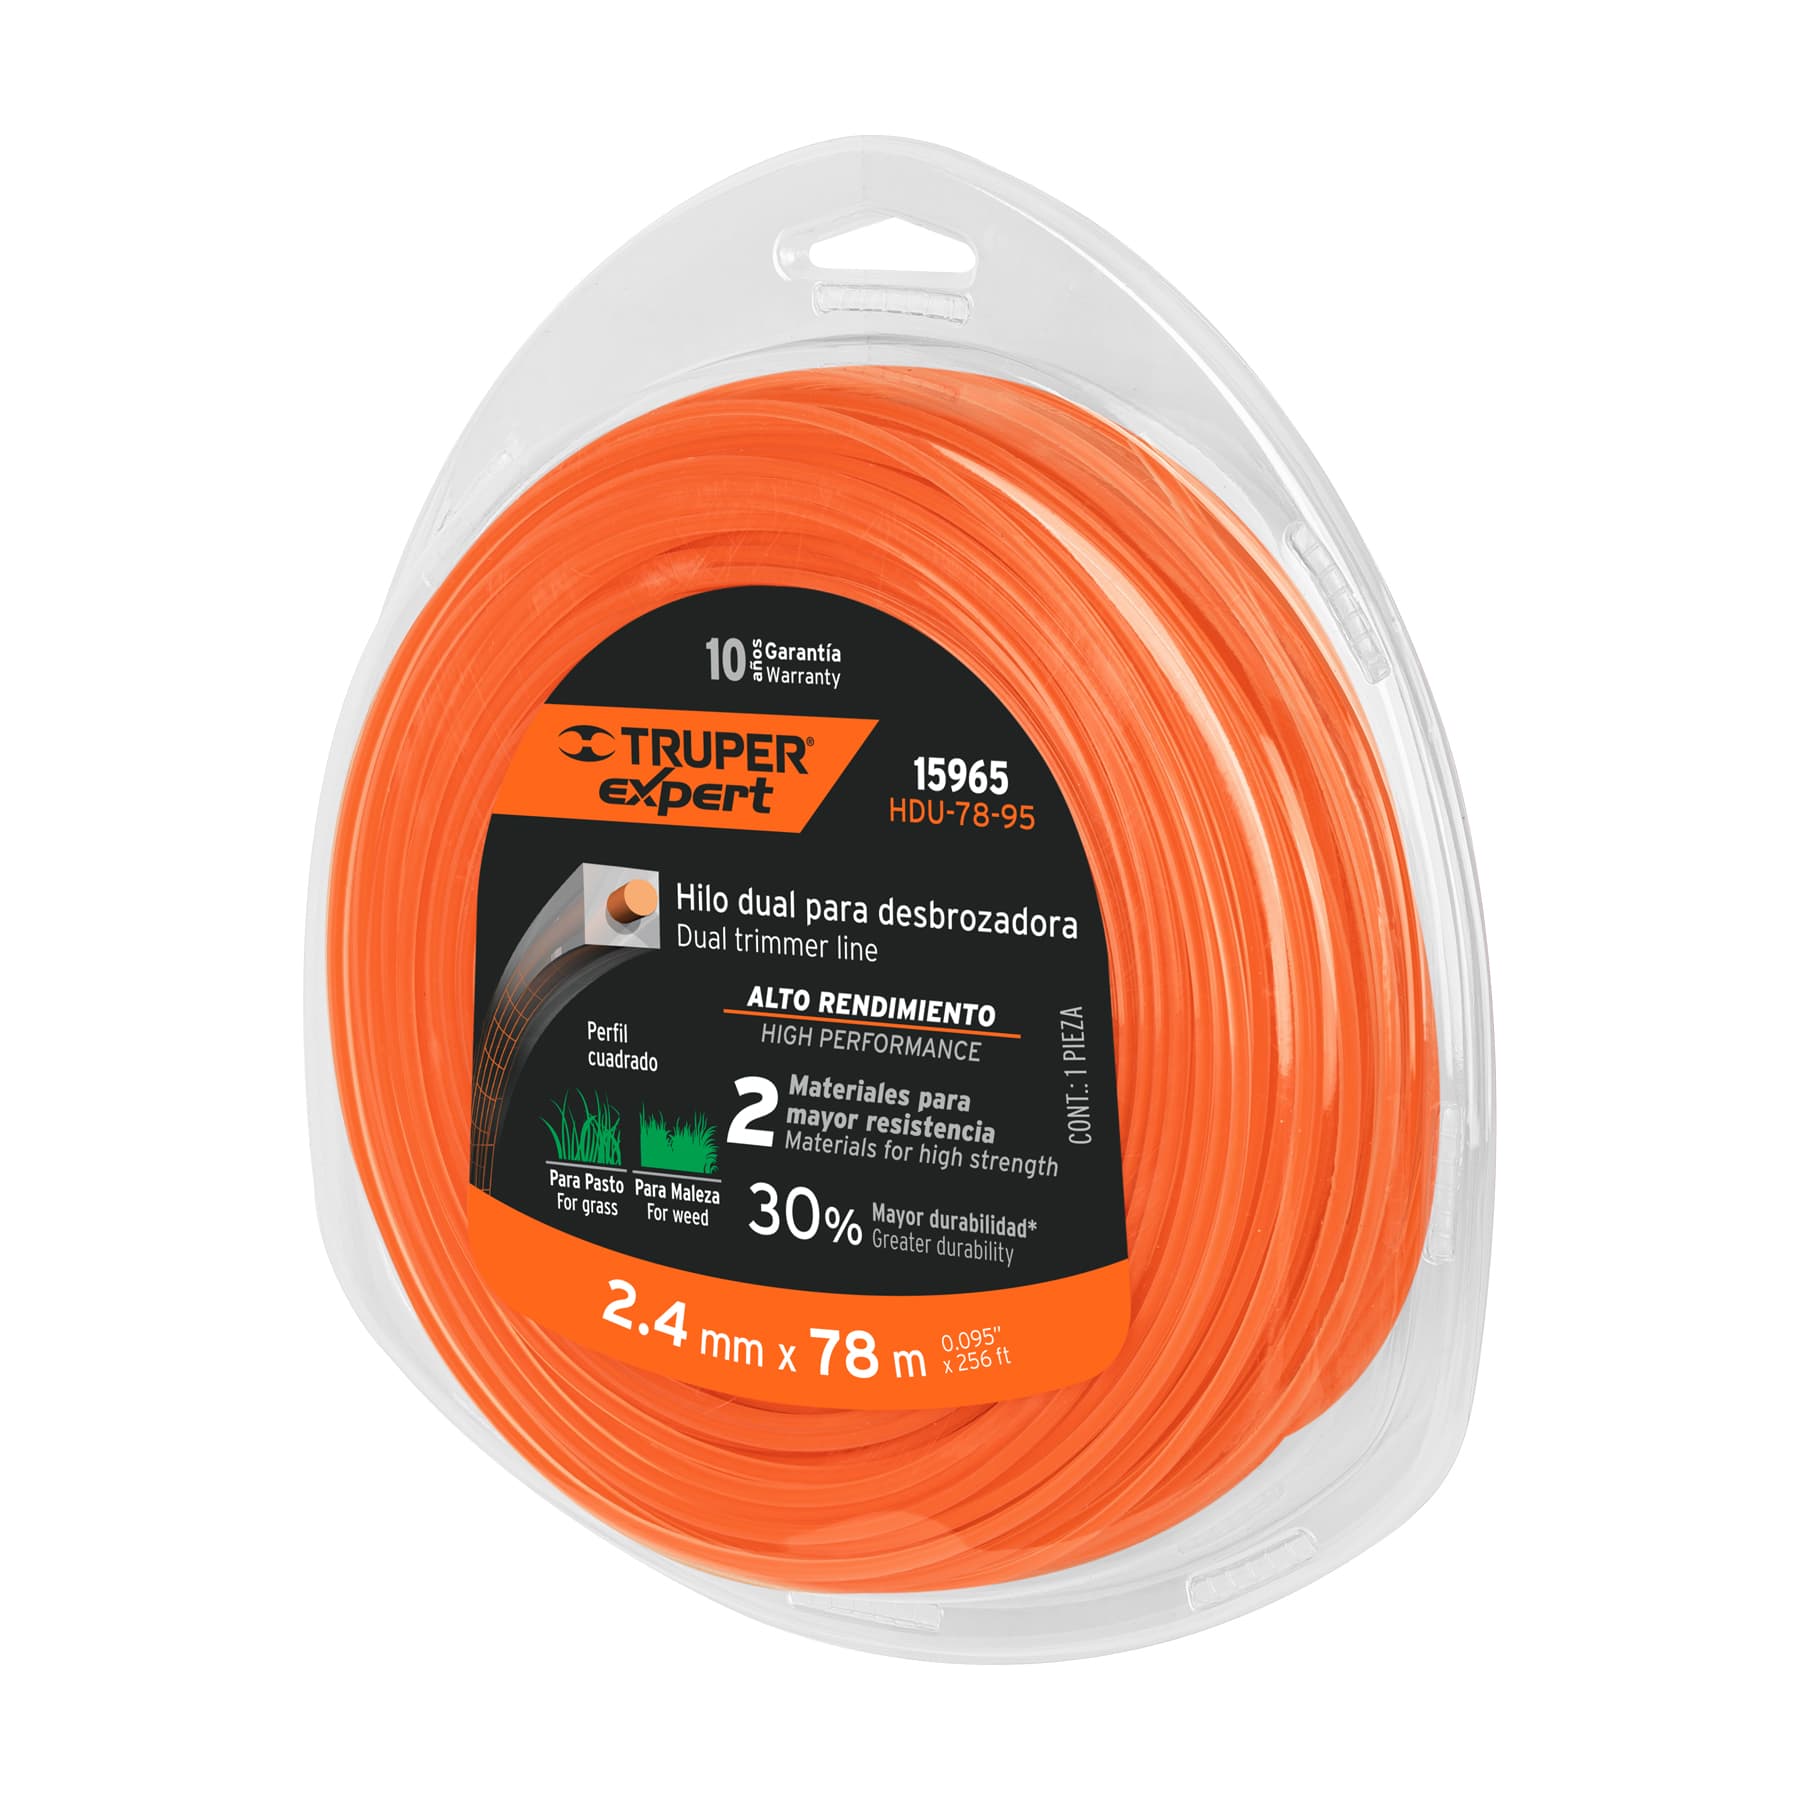 10 años Garantía
Warranty
TRUPER®
expert
15965
HDU-78-95
Hilo dual para desbrozadora
Dual trimmer line
ALTO RENDIMIENTO
HIGH PERFORMANCE
Perfil
cuadrado
2 Materiales para
mayor resistencia
Materials for high strength
CONT.: 1 PIEZA
Para Pasto
For grass
Para Maleza
For weed
30% Mayor durabilidad*
Greater durability
2.4 mm x 78 m 0.095"
x 256 ft